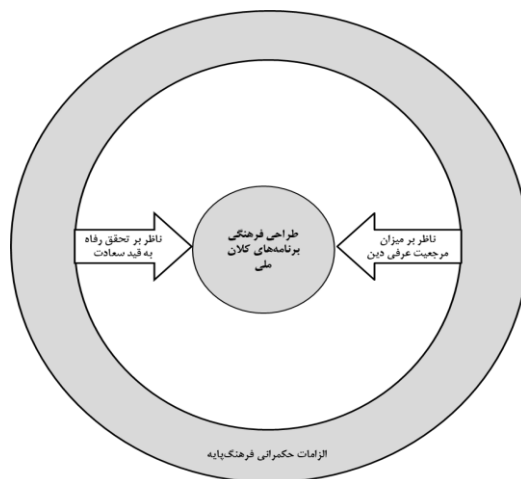 طراحی فرهنگی
برنامه‌های کلان
ملی
ناظر بر میزان
مرجعیت عرفی دین
ناظر بر تحقق رفاه
به قید سعادت
الزامات حکمرانی فرهنگ‌پایه